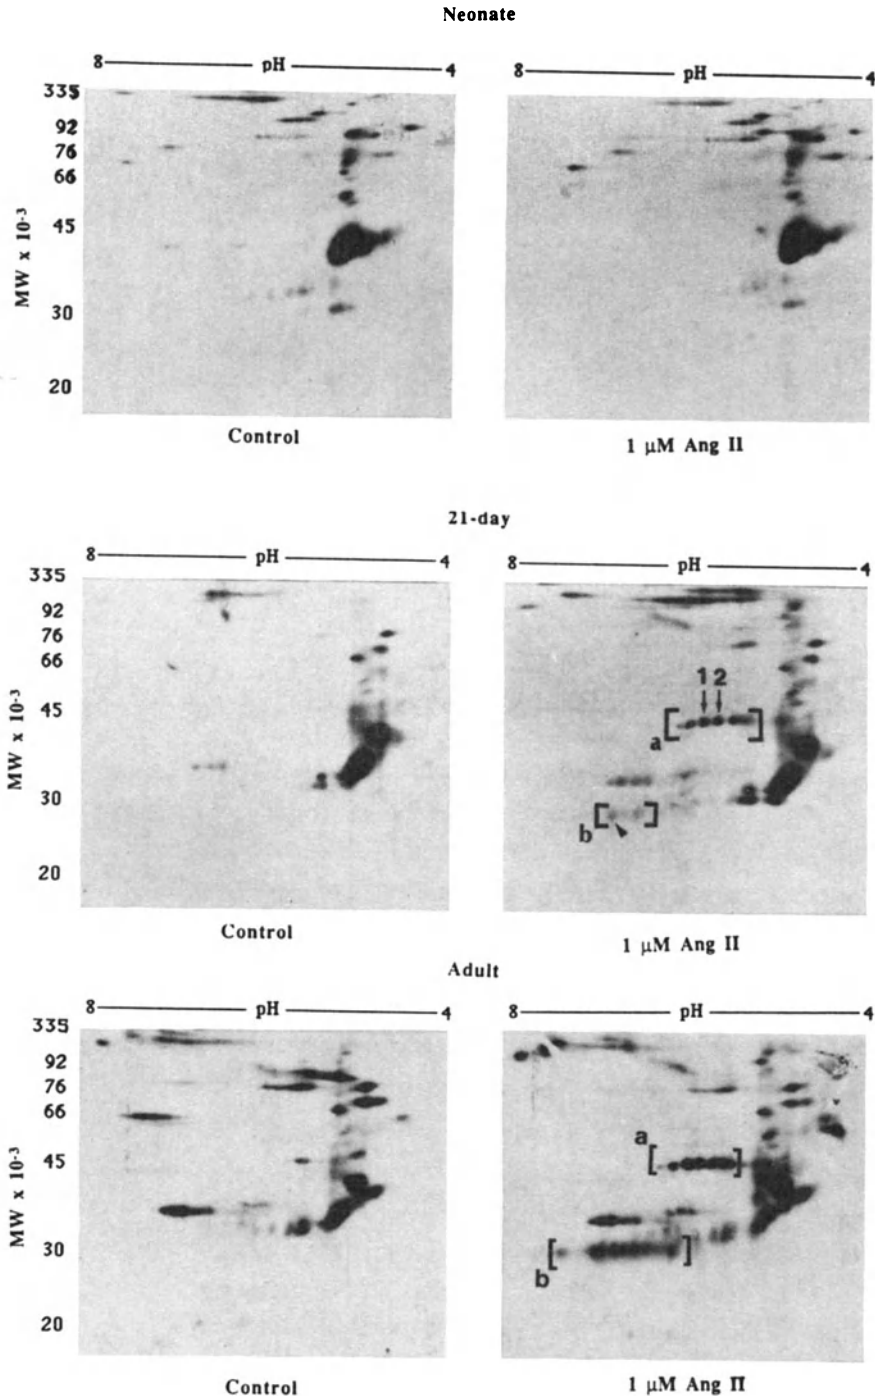 Neonate
8 pH 4
8 pH 4
335
92
76
66
45
30
20
MW x 10-3
Control
1 μM Ang II
21-day
8 pH 4
8 pH 4
335
92
76
66
45
30
20
MW x 10-3
1 2
a
b
Control
1 μM Ang II
Adult
8 pH 4
8 pH 4
335
92
76
66
45
30
20
MW x 10-3
a
b
Control
1 μM Ang II